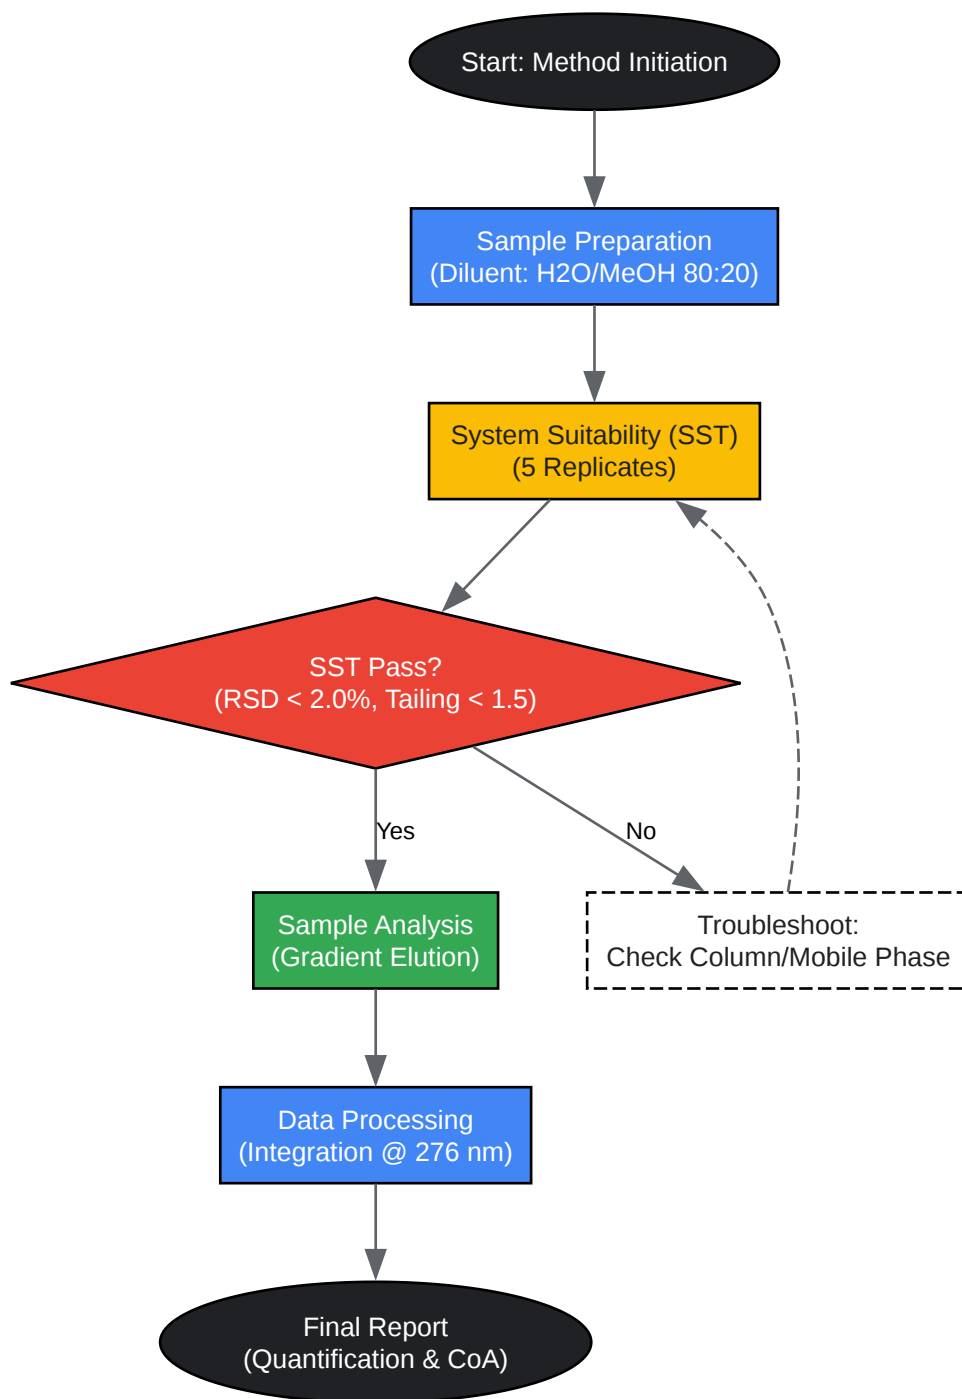 Start: Method Initiation
Sample Preparation
(Diluent: H2O/MeOH 80:20)
System Suitability (SST)
(5 Replicates)
SST Pass?
(RSD < 2.0%, Tailing < 1.5)
Yes
No
Sample Analysis
(Gradient Elution)
Troubleshoot:
Check Column/Mobile Phase
Data Processing
(Integration @ 276 nm)
Final Report
(Quantification & CoA)